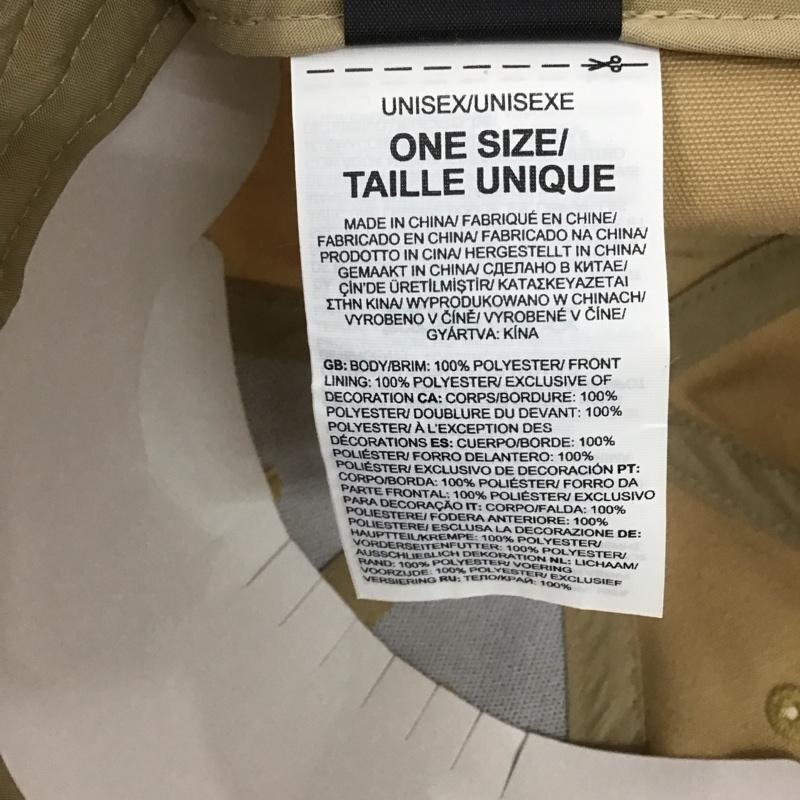 UNISEX/UNISEXE
ONE SIZE/
TAILLE UNIQUE
MADE IN CHINA/ FABRIQUÉ EN CHINE/
FABRICADO EN CHINA/ FABRICADO NA CHINA/
PRODOTTO IN CINA/ HERGESTELLT IN CHINA/
GEMAAKT IN CHINA/ СДЕЛАНО В КИТАЕ/
ÇİN'DE ÜRETİLMİŞTİR/ ΚΑΤΑΣΚΕΥΑΖΕΤΑΙ
ΣΤΗΝ ΚΙΝΑ/ WYPRODUKOWANO W CHINACH/
VYROBENO V ČÍNĚ/ VYROBENÉ V ČÍNE/
GYÁRTVA: KÍNA
GB: BODY/BRIM: 100% POLYESTER/ FRONT
LINING: 100% POLYESTER/ EXCLUSIVE OF
DECORATION CA: CORPS/BORDURE: 100%
POLYESTER/ DOUBLURE DU DEVANT: 100%
POLYESTER/ À L'EXCEPTION DES
DÉCORATIONS ES: CUERPO/BORDE: 100%
POLIÉSTER/ FORRO DELANTERO: 100%
POLIÉSTER/ EXCLUSIVO DE DECORACIÓN PT:
CORPO/BORDA: 100% POLIÉSTER/ FORRO DA
PARTE FRONTAL: 100% POLIÉSTER/ EXCLUSIVO
PARA DECORAÇÃO IT: CORPO/FALDA: 100%
POLIESTERE/ FODERA ANTERIORE: 100%
POLIESTERE/ ESCLUSA LA DECORAZIONE DE:
HAUPTTEIL/KREMPE: 100% POLYESTER/
VORDERSEITENFUTTER: 100% POLYESTER/
AUSSCHLIEßLICH DEKORATION NL: LICHAAM/
RAND: 100% POLYESTER/ VOERING
VOORZIJDE: 100% POLYESTER/ EXCLUSIEF
VERSIERING RU: ТЕЛО/КРАЙ: 100%